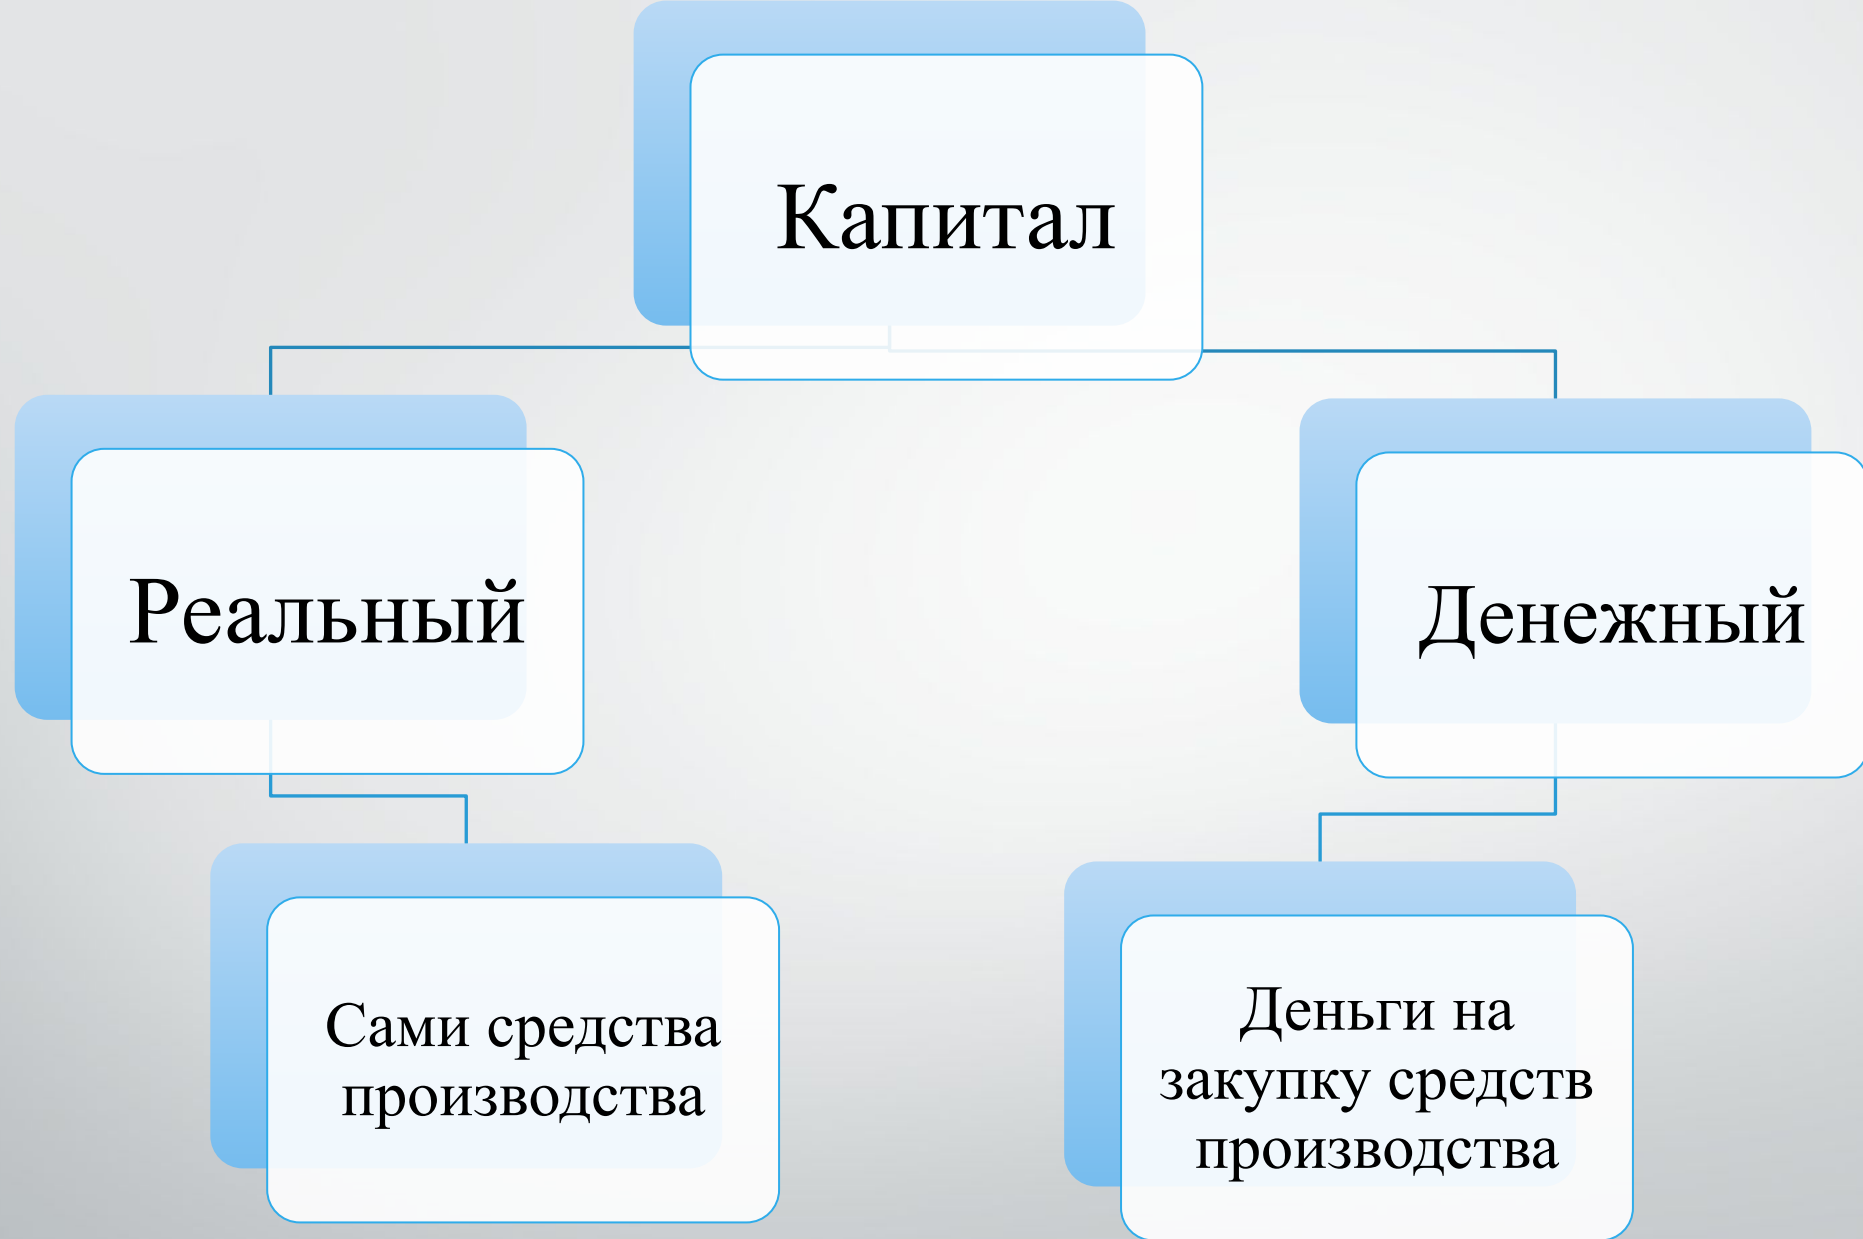 Капитал
Реальный
Денежный
Сами средства
производства
Деньги на
закупку средств
производства